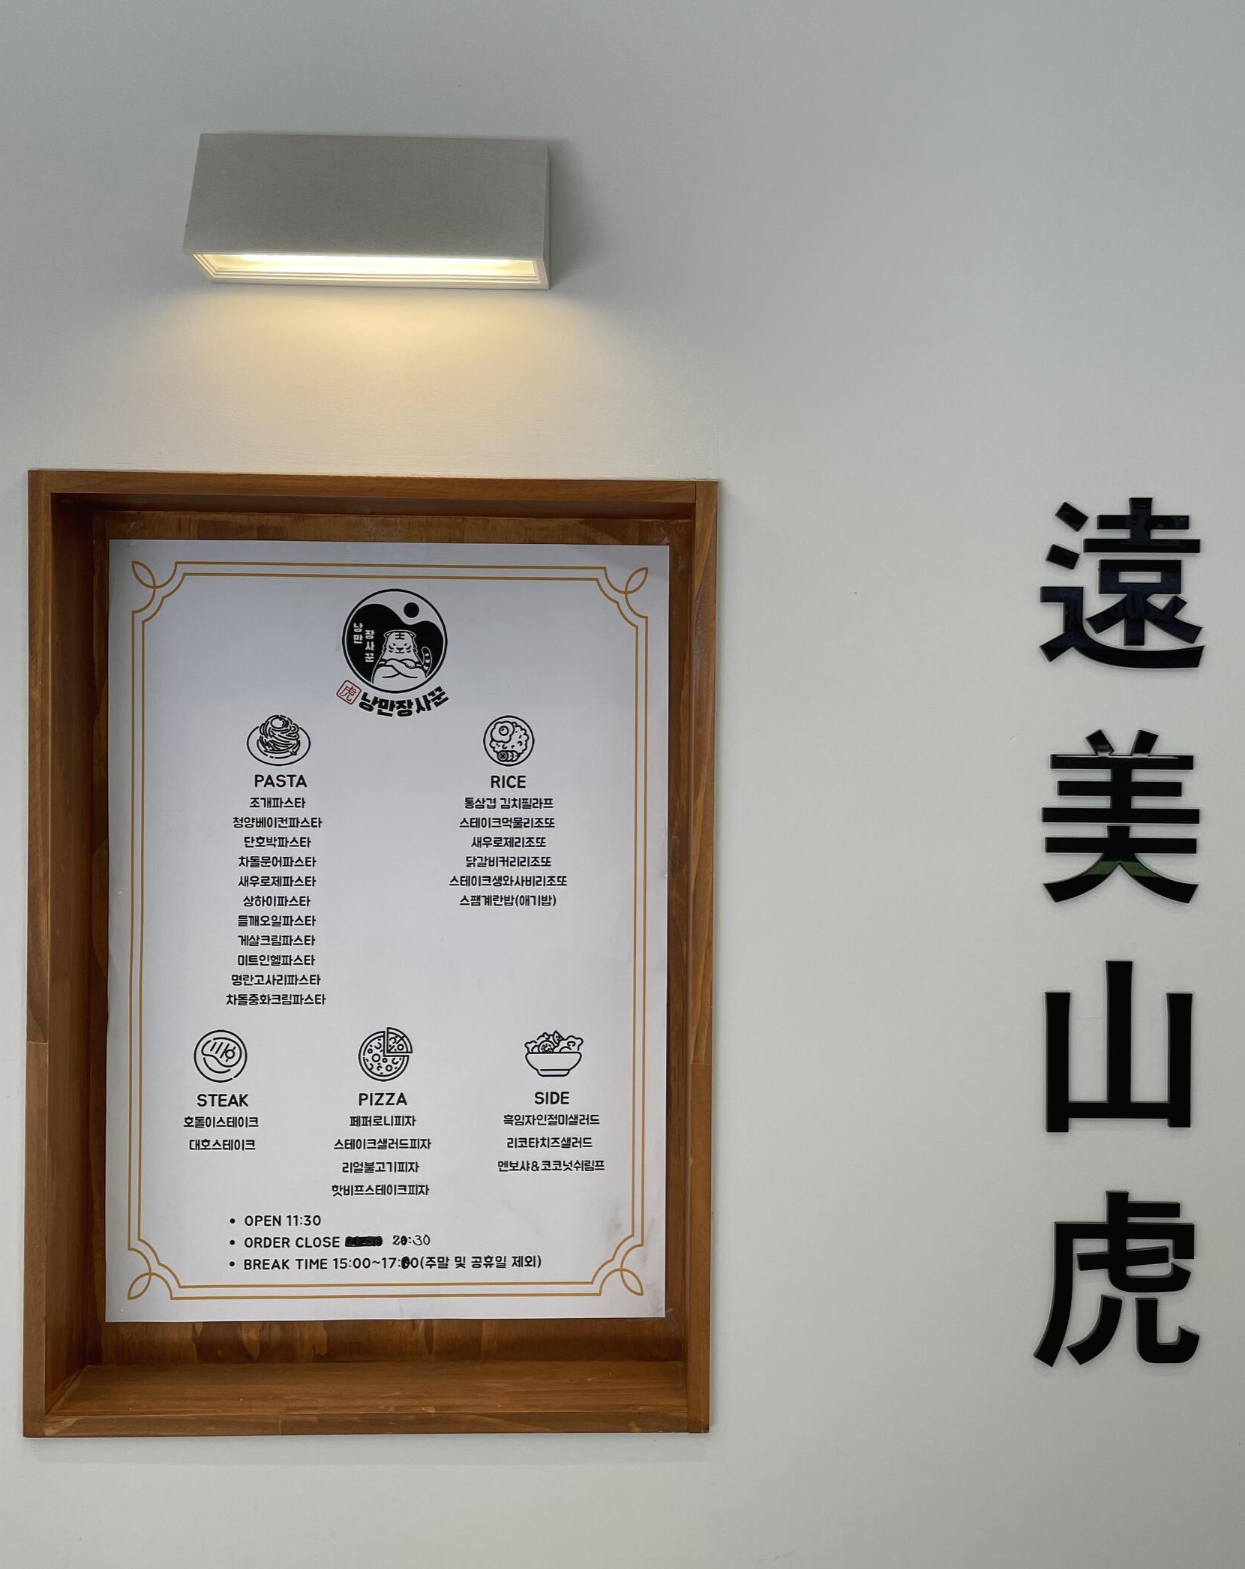 낭만
장사꾼
虎 낭만장사꾼
PASTA
조개파스타
청양베이컨파스타
단호박파스타
차돌문어파스타
새우로제파스타
상하이파스타
들깨오일파스타
게살크림파스타
미트인헬파스타
명란고사리파스타
차돌중화크림파스타
RICE
통삼겹 김치필라프
스테이크먹물리조또
새우로제리조또
닭갈비커리리조또
스테이크생와사비리조또
스팸계란밥(애기밥)
STEAK
호돌이스테이크
대호스테이크
PIZZA
페퍼로니피자
스테이크샐러드피자
리얼불고기피자
핫비프스테이크피자
SIDE
흑임자인절미샐러드
리코타치즈샐러드
멘보샤&코코넛쉬림프
• OPEN 11:30
• ORDER CLOSE 20:30
• BREAK TIME 15:00~17:00(주말 및 공휴일 제외)
遠
美
山
虎